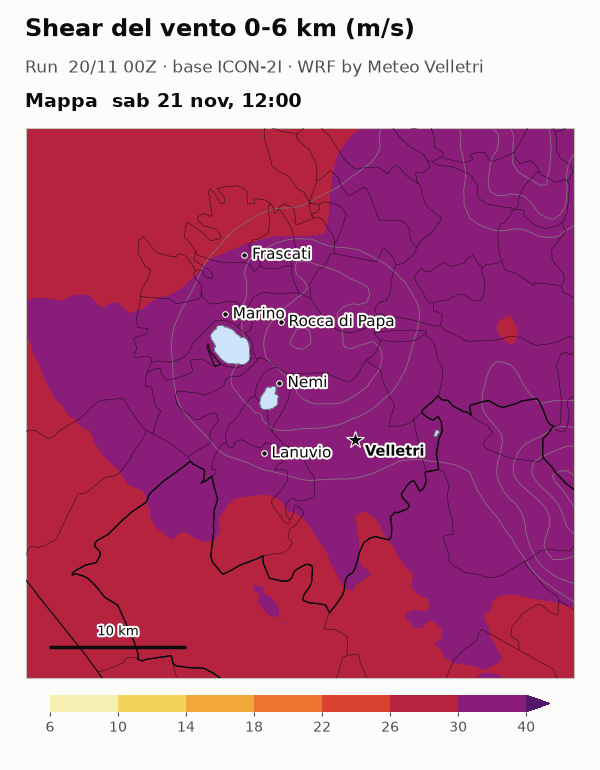 Shear del vento 0-6 km (m/s)
Run  20/11 00Z · base ICON-2I · WRF by Meteo Velletri
Mappa  sab 21 nov, 12:00
Frascati
Marino
Rocca di Papa
Nemi
Velletri
Lanuvio
10 km
6 10 14 18 22 26 30 40